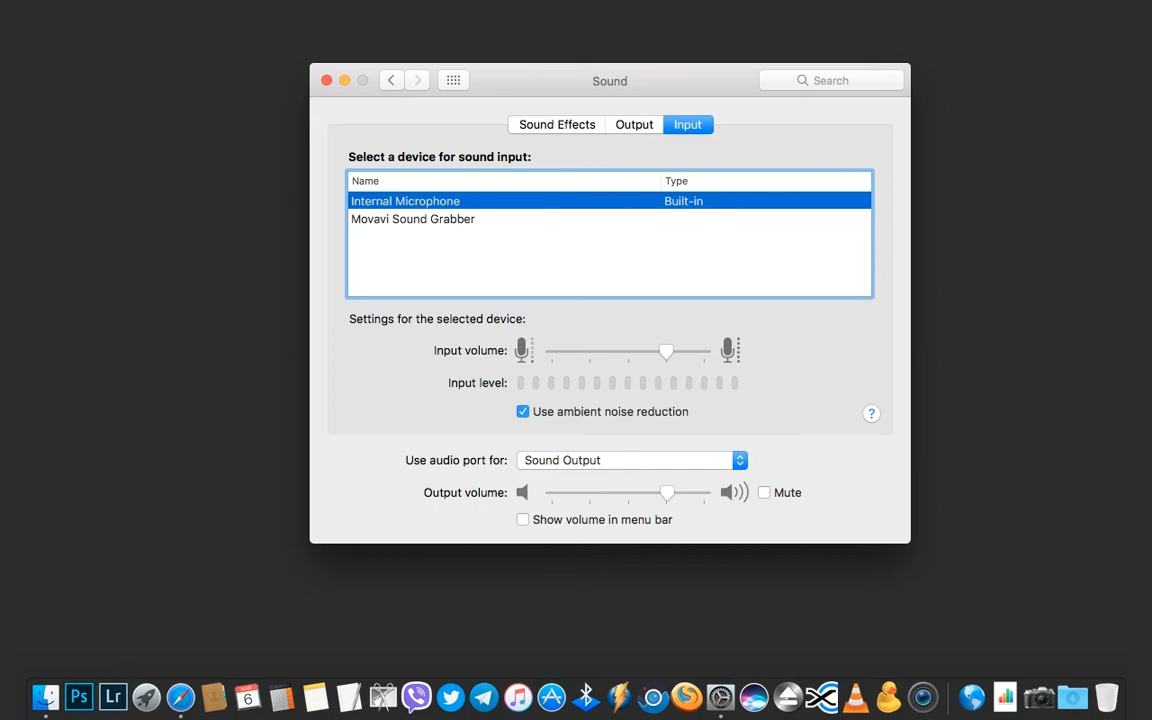 Sound
Search
Sound Effects Output Input
Select a device for sound input:
Name Type
Internal Microphone Built-in
Movavi Sound Grabber
Settings for the selected device:
Input volume:
Input level:
Use ambient noise reduction
?
Use audio port for: Sound Output
Output volume: Mute
Show volume in menu bar
Ps Lr 6